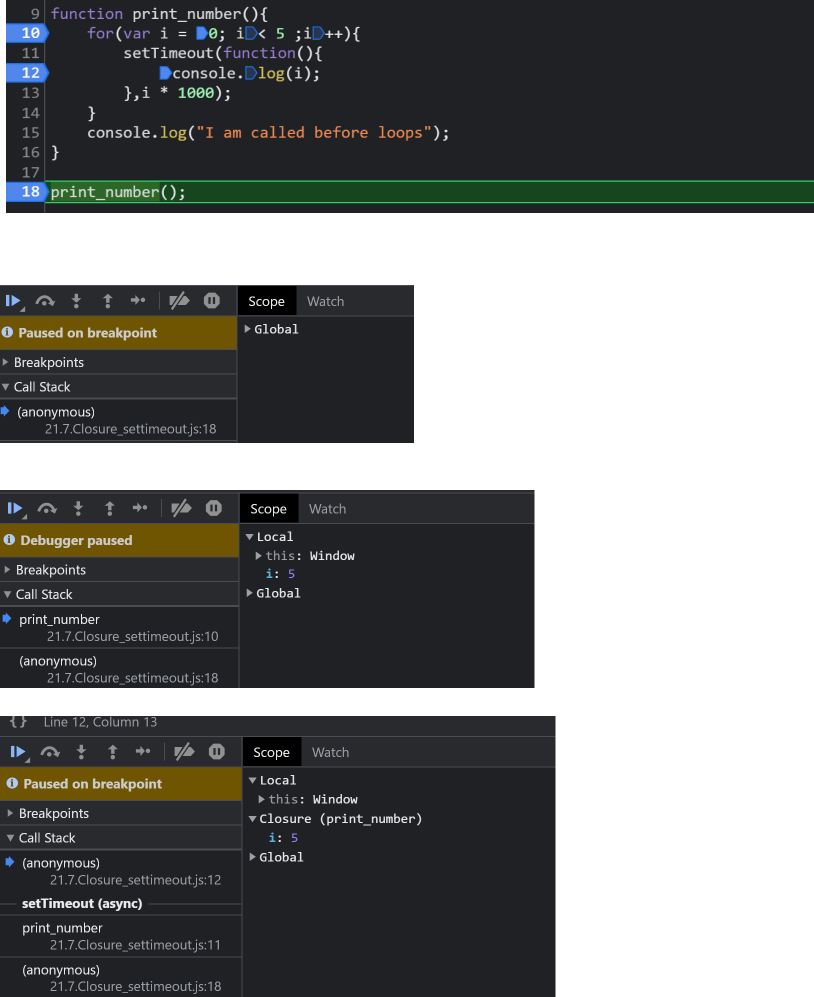 9 function print_number(){
10 for(var i = 0; i < 5 ;i++){
11 setTimeout(function(){
12 console.log(i);
13 },i * 1000);
14 }
15 console.log("I am called before loops");
16 }
17
18 print_number();
Scope Watch
Paused on breakpoint
Global
Breakpoints
Call Stack
(anonymous)
21.7.Closure_settimeout.js:18
Scope Watch
Debugger paused
Local
this: Window
i: 5
Global
Breakpoints
Call Stack
print_number
21.7.Closure_settimeout.js:10
(anonymous)
21.7.Closure_settimeout.js:18
{} Line 12, Column 13
Scope Watch
Paused on breakpoint
Local
this: Window
Closure (print_number)
i: 5
Global
Breakpoints
Call Stack
(anonymous)
21.7.Closure_settimeout.js:12
setTimeout (async)
print_number
21.7.Closure_settimeout.js:11
(anonymous)
21.7.Closure_settimeout.js:18